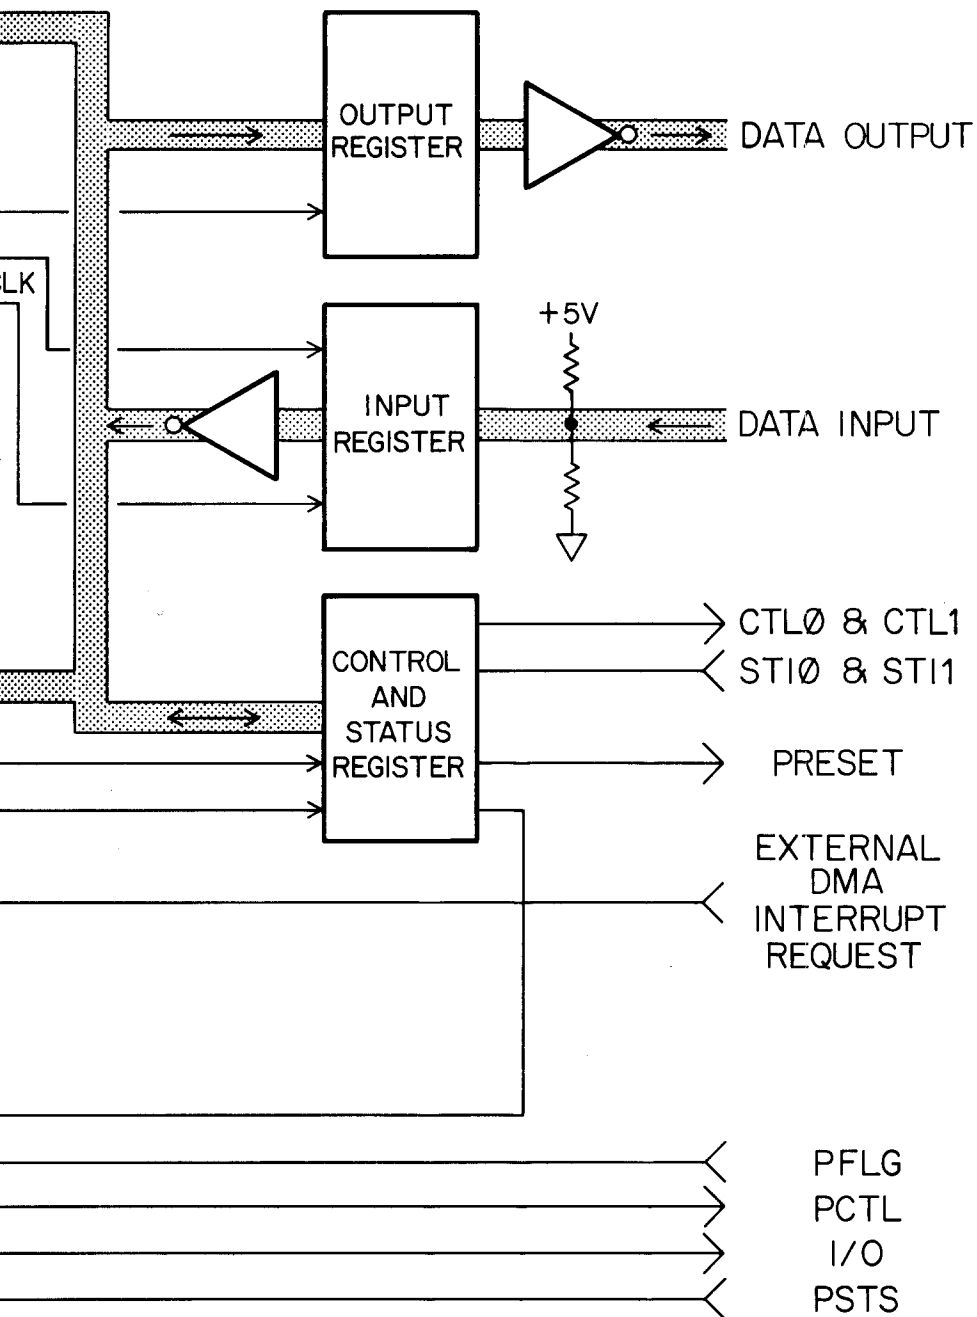 OUTPUT
REGISTER
DATA OUTPUT
CLK
+5V
INPUT
REGISTER
DATA INPUT
CONTROL
AND
STATUS
REGISTER
CTLØ & CTL1
STIØ & STI1
PRESET
EXTERNAL
DMA
INTERRUPT
REQUEST
PFLG
PCTL
I/O
PSTS